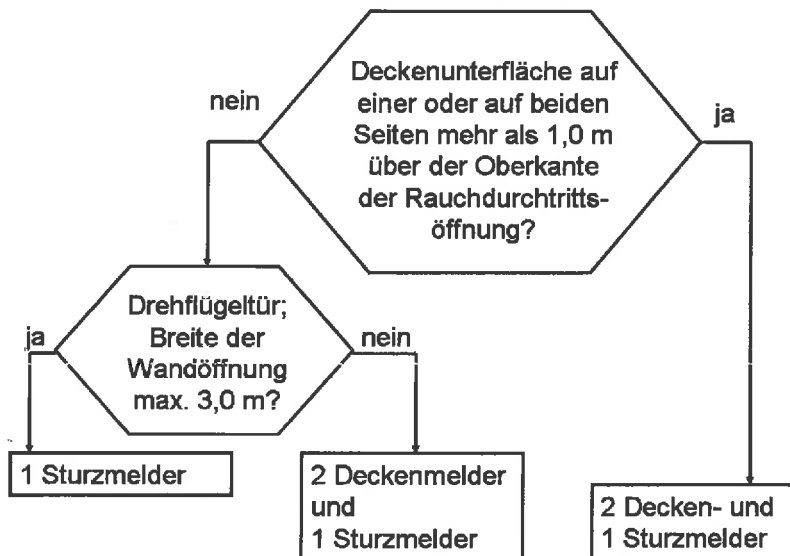 Deckenunterfläche auf
einer oder auf beiden
Seiten mehr als 1,0 m
über der Oberkante
der Rauchdurchtritts-
öffnung?
nein
ja
Drehflügeltür;
Breite der
Wandöffnung
max. 3,0 m?
ja
nein
1 Sturzmelder
2 Deckenmelder
und
1 Sturzmelder
2 Decken- und
1 Sturzmelder